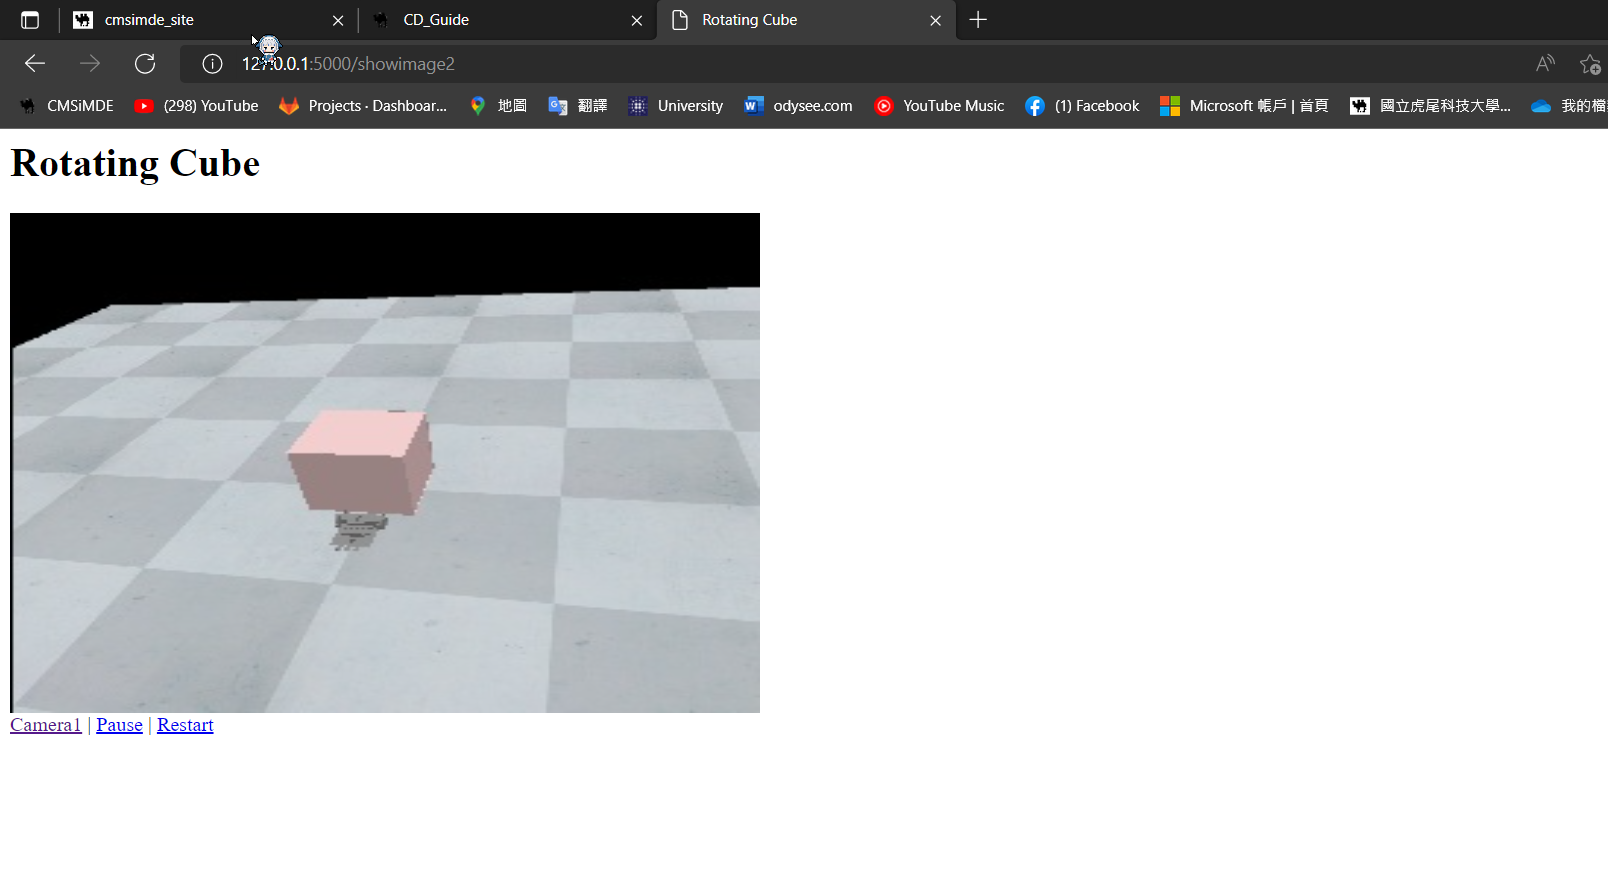 cmsimde_site CD_Guide Rotating Cube
127.0.0.1:5000/showimage2
CMSiMDE (298) YouTube Projects · Dashboar... 地圖 翻譯 University odysee.com YouTube Music (1) Facebook Microsoft 帳戶 | 首頁 國立虎尾科技大學... 我的檔
Rotating Cube
Camera1 | Pause | Restart